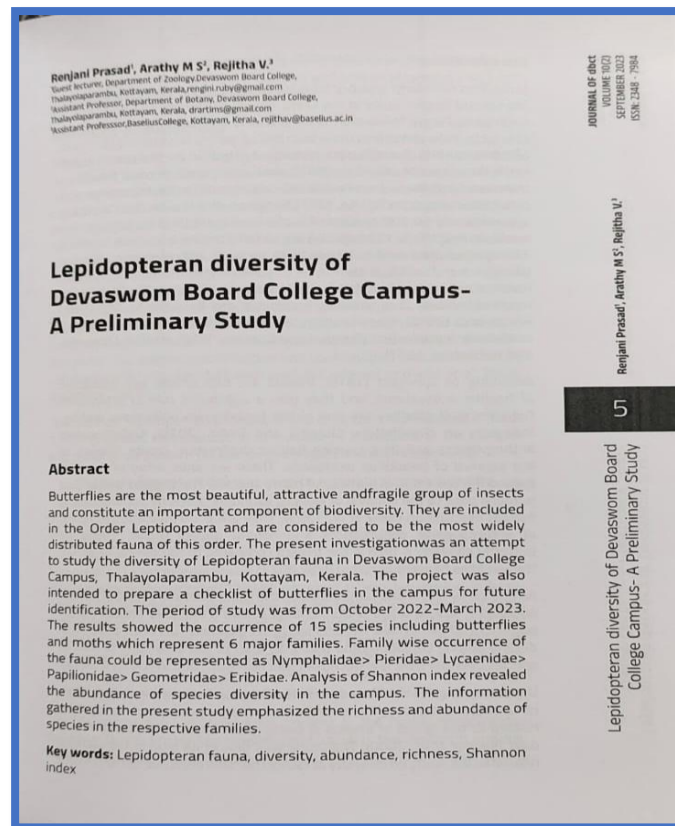 Renjani Prasad¹, Arathy M S², Rejitha V.³
¹Guest lecturer, Department of Zoology Devaswom Board College,
Thalayolaparambu, Kottayam, Kerala,rengini.ruby@gmail.com
²Assistant Professor, Department of Botany, Devaswom Board College,
Thalayolaparambu, Kottayam, Kerala, drartims@gmail.com
³Assistant Professsor,BaseliusCollege, Kottayam, Kerala, rejithav@baselius.ac.in
Lepidopteran diversity of
Devaswom Board College Campus-
A Preliminary Study
Abstract
Butterflies are the most beautiful, attractive andfragile group of insects
and constitute an important component of biodiversity. They are included
in the Order Leptidoptera and are considered to be the most widely
distributed fauna of this order. The present investigationwas an attempt
to study the diversity of Lepidopteran fauna in Devaswom Board College
Campus, Thalayolaparambu, Kottayam, Kerala. The project was also
intended to prepare a checklist of butterflies in the campus for future
identification. The period of study was from October 2022-March 2023.
The results showed the occurrence of 15 species including butterflies
and moths which represent 6 major families. Family wise occurrence of
the fauna could be represented as Nymphalidae> Pieridae> Lycaenidae>
Papilionidae> Geometridae> Eribidae. Analysis of Shannon index revealed
the abundance of species diversity in the campus. The information
gathered in the present study emphasized the richness and abundance of
species in the respective families.
Key words: Lepidopteran fauna, diversity, abundance, richness, Shannon
index
JOURNAL OF dbct
VOLUME 10(2)
SEPTEMBER 2023
ISSN: 2348 - 7984
Renjani Prasad¹, Arathy M S², Rejitha V.³
5
Lepidopteran diversity of Devaswom Board
College Campus- A Preliminary Study